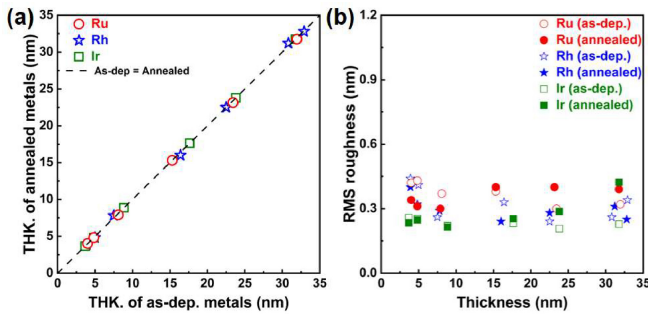 (a)
Ru
Rh
Ir
As-dep = Annealed
THK. of annealed metals (nm)
35
30
25
20
15
10
5
0
0 5 10 15 20 25 30 35
THK. of as-dep. metals (nm)
(b)
Ru (as-dep.)
Ru (annealed)
Rh (as-dep.)
Rh (annealed)
Ir (as-dep.)
Ir (annealed)
RMS roughness (nm)
1.2
0.9
0.6
0.3
0.0
0 5 10 15 20 25 30 35
Thickness (nm)